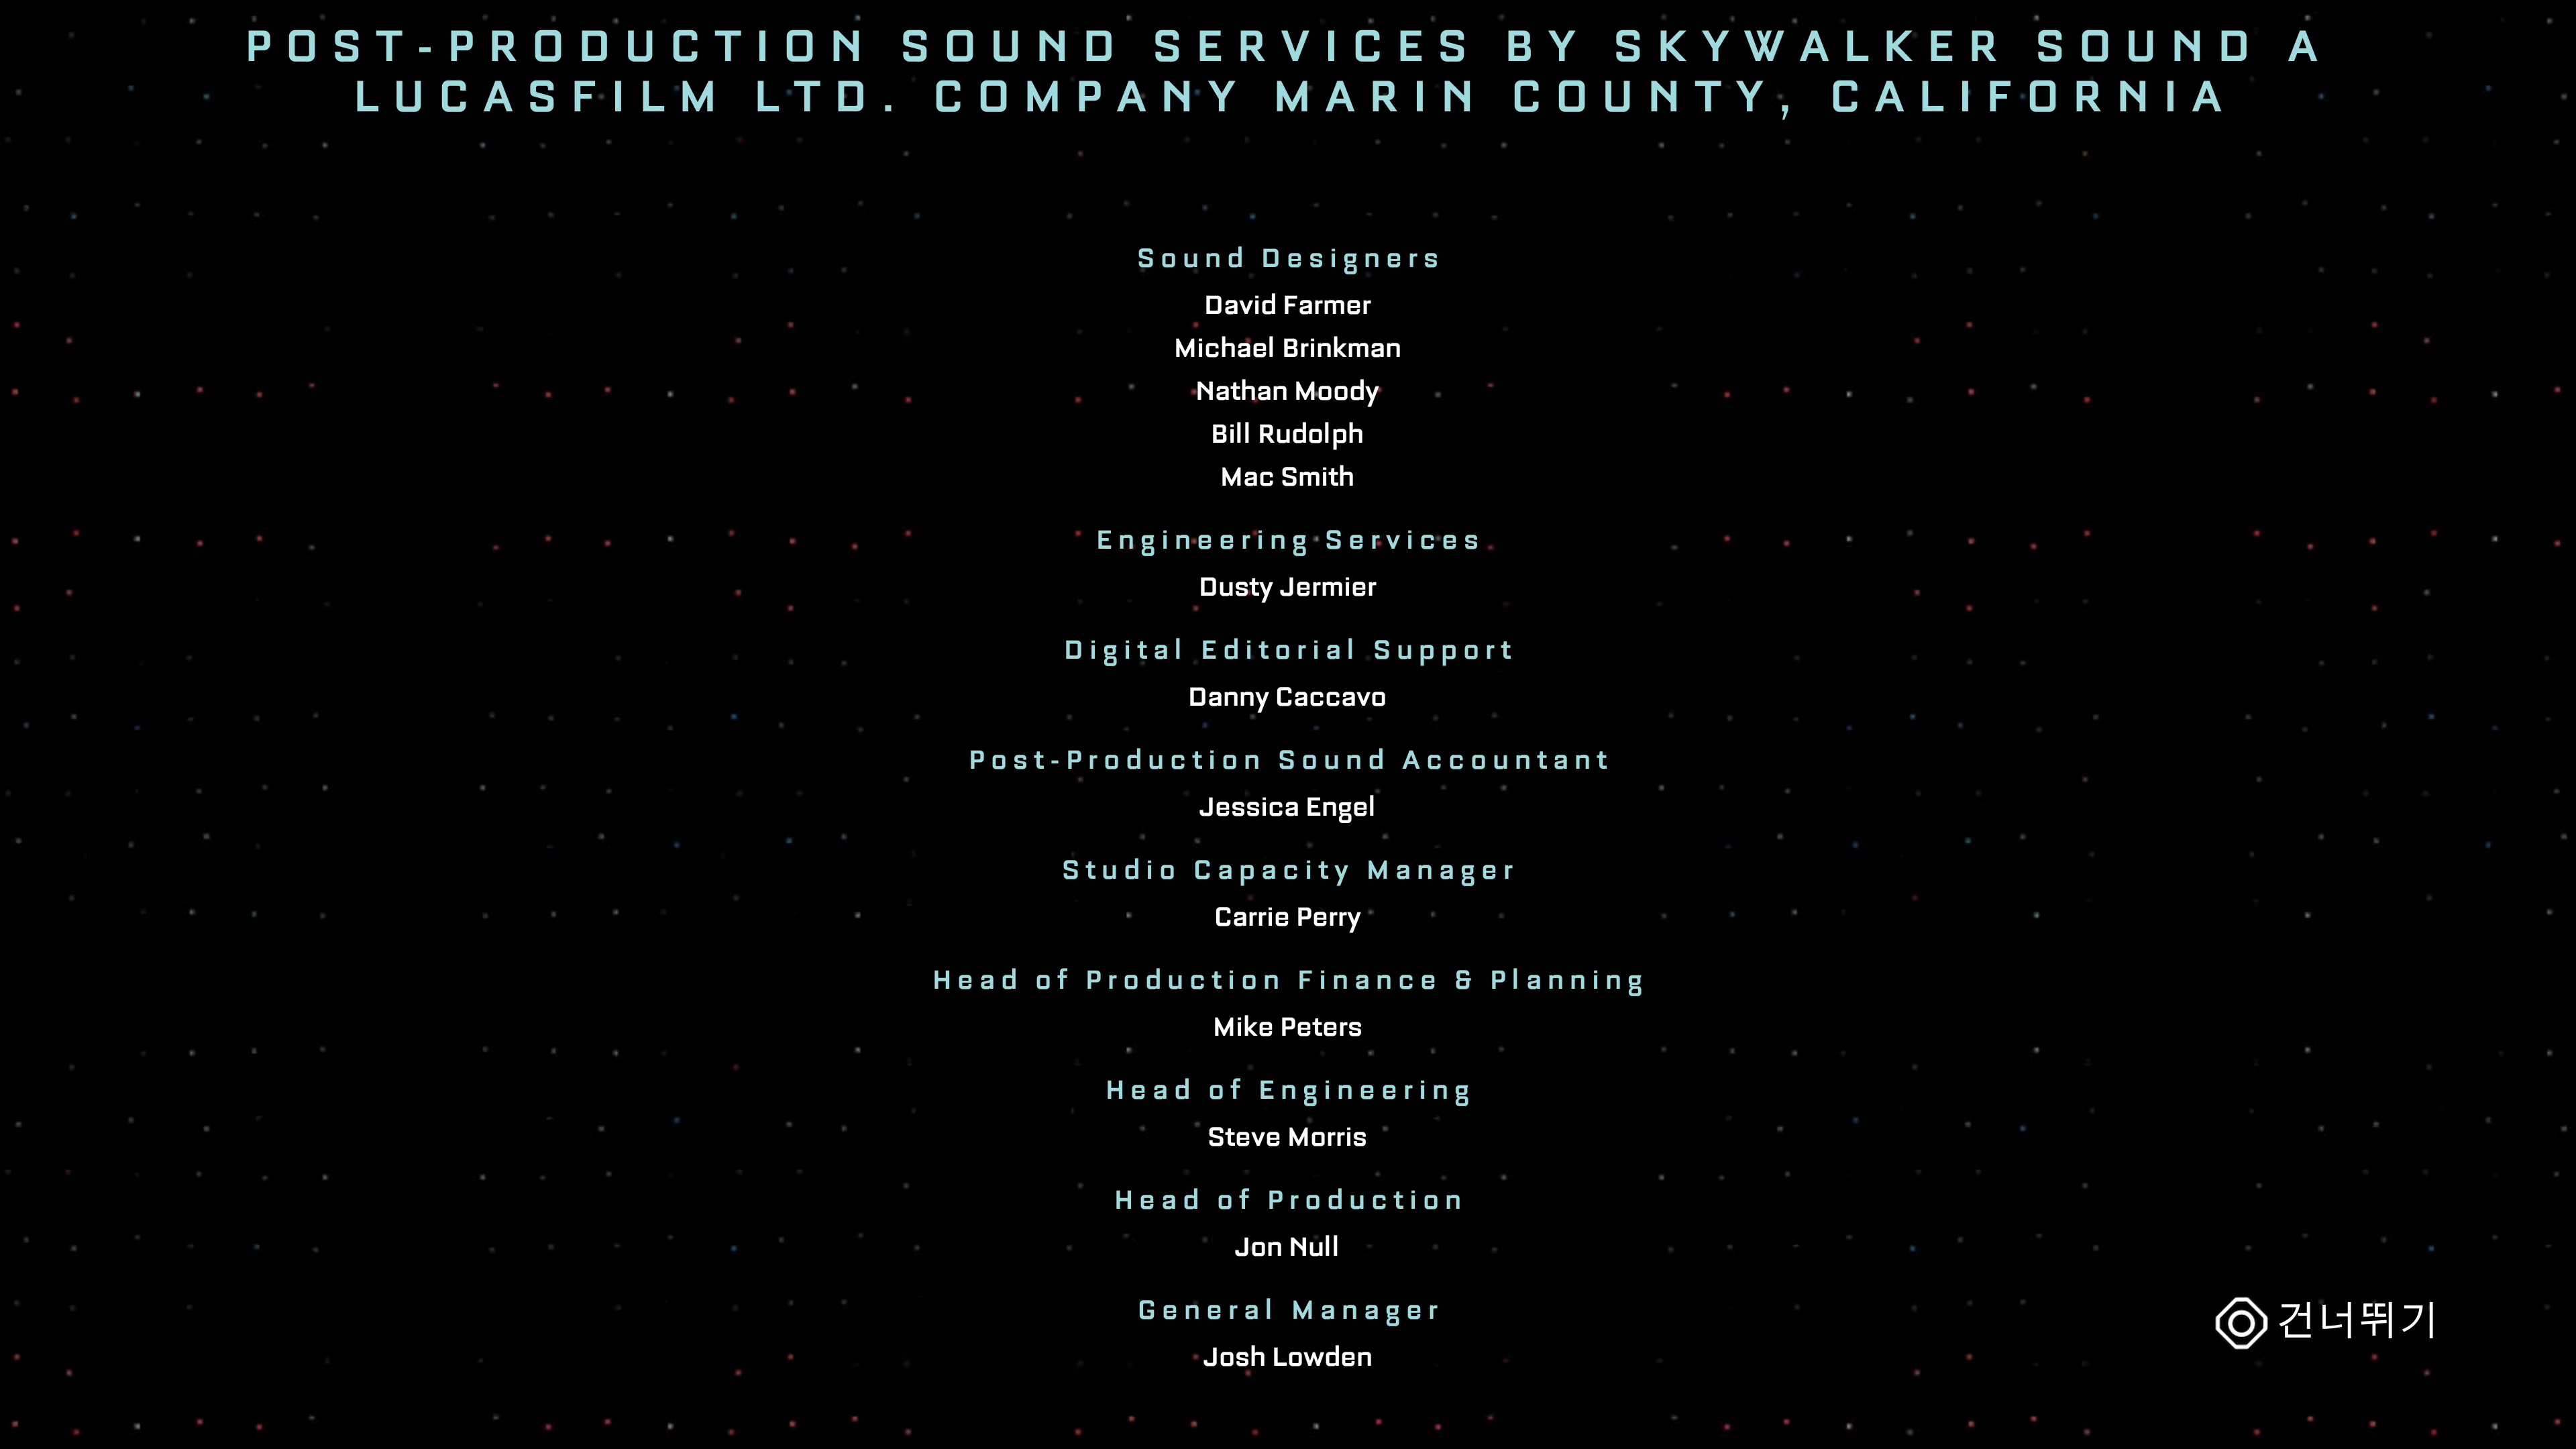 POST-PRODUCTION SOUND SERVICES BY SKYWALKER SOUND A
LUCASFILM LTD. COMPANY MARIN COUNTY, CALIFORNIA
Sound Designers
David Farmer
Michael Brinkman
Nathan Moody
Bill Rudolph
Mac Smith
Engineering Services
Dusty Jermier
Digital Editorial Support
Danny Caccavo
Post-Production Sound Accountant
Jessica Engel
Studio Capacity Manager
Carrie Perry
Head of Production Finance & Planning
Mike Peters
Head of Engineering
Steve Morris
Head of Production
Jon Null
General Manager
Josh Lowden
건너뛰기